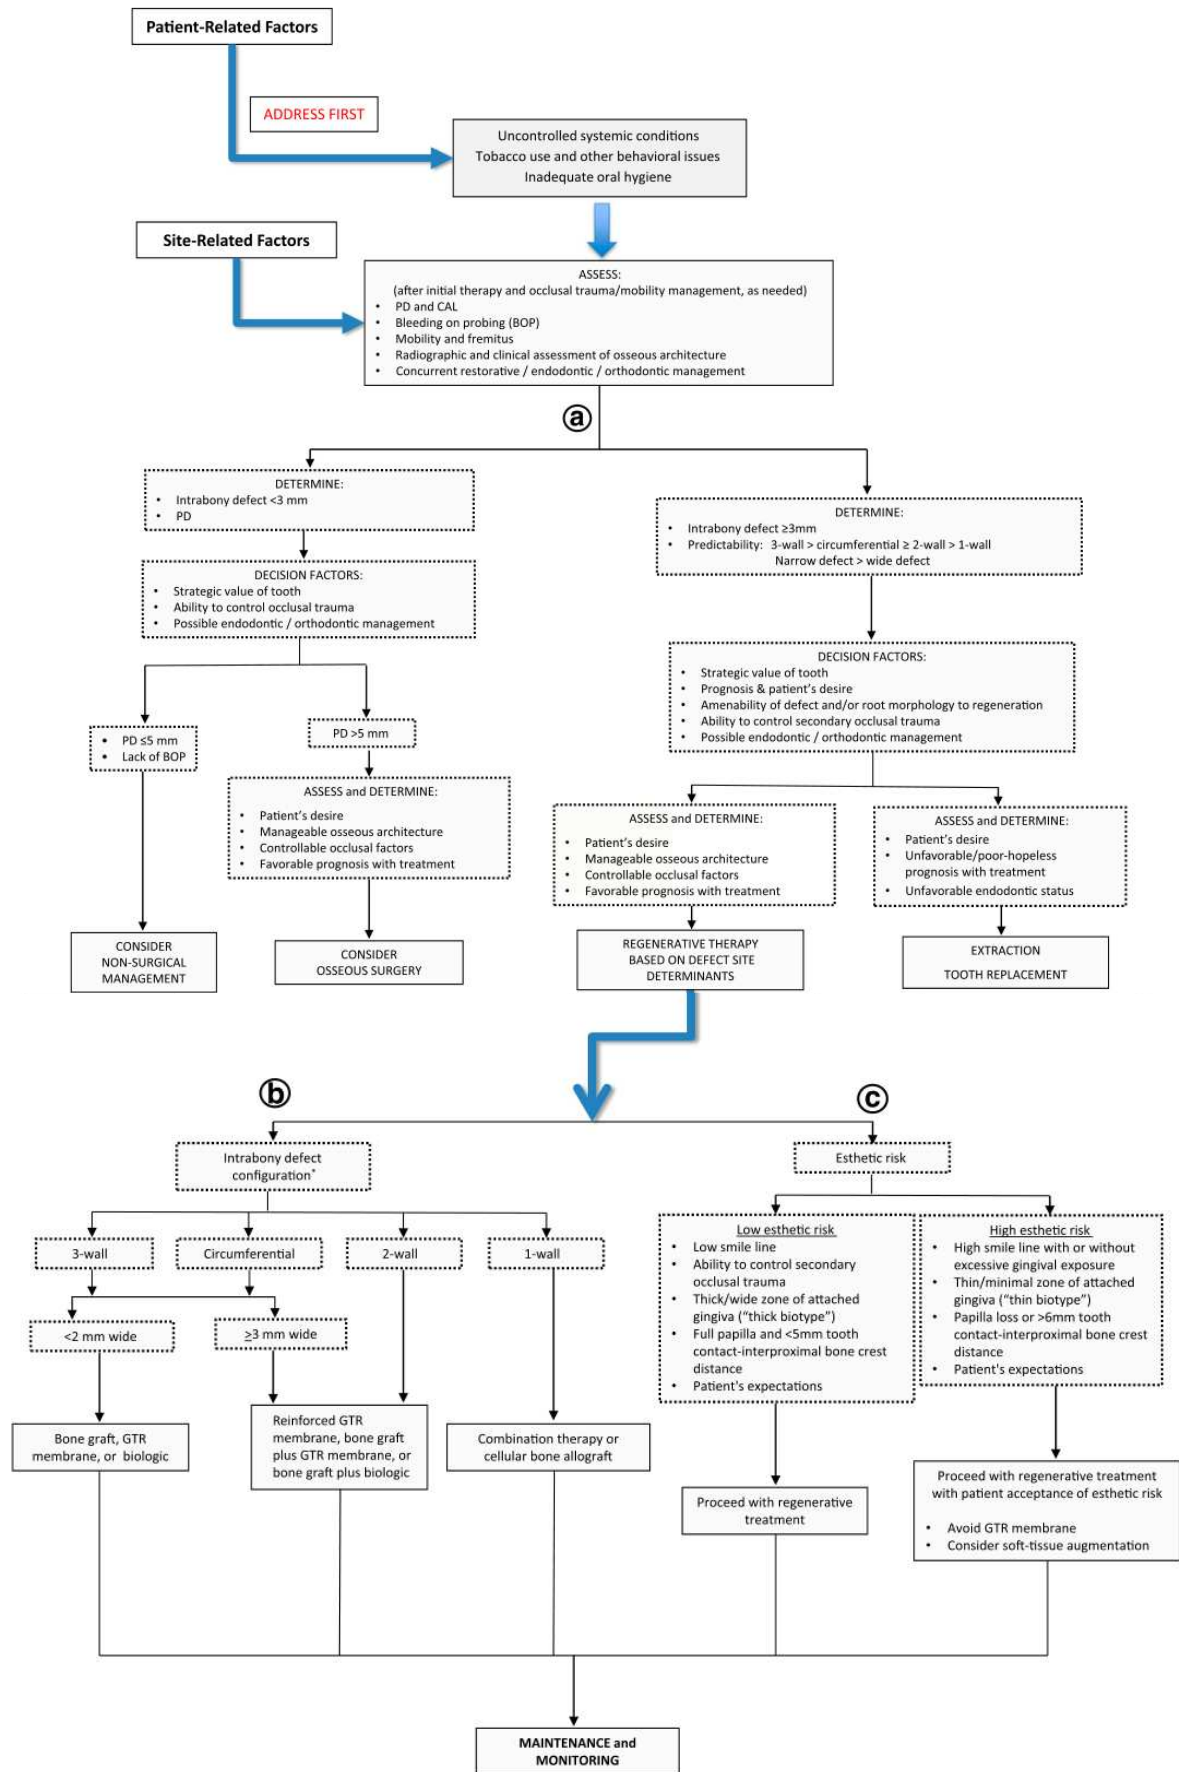 Patient-Related Factors
ADDRESS FIRST
Uncontrolled systemic conditions
Tobacco use and other behavioral issues
Inadequate oral hygiene
Site-Related Factors
ASSESS:
(after initial therapy and occlusal trauma/mobility management, as needed)
• PD and CAL
• Bleeding on probing (BOP)
• Mobility and fremitus
• Radiographic and clinical assessment of osseous architecture
• Concurrent restorative / endodontic / orthodontic management
ⓐ
DETERMINE:
• Intrabony defect <3 mm
• PD
DECISION FACTORS:
• Strategic value of tooth
• Ability to control occlusal trauma
• Possible endodontic / orthodontic management
• PD ≤5 mm
• Lack of BOP
PD >5 mm
ASSESS and DETERMINE:
• Patient's desire
• Manageable osseous architecture
• Controllable occlusal factors
• Favorable prognosis with treatment
CONSIDER
NON-SURGICAL
MANAGEMENT
CONSIDER
OSSEOUS SURGERY
DETERMINE:
• Intrabony defect ≥3mm
• Predictability: 3-wall > circumferential ≥ 2-wall > 1-wall
Narrow defect > wide defect
DECISION FACTORS:
• Strategic value of tooth
• Prognosis & patient's desire
• Amenability of defect and/or root morphology to regeneration
• Ability to control secondary occlusal trauma
• Possible endodontic / orthodontic management
ASSESS and DETERMINE:
• Patient's desire
• Manageable osseous architecture
• Controllable occlusal factors
• Favorable prognosis with treatment
ASSESS and DETERMINE:
• Patient's desire
• Unfavorable/poor-hopeless
prognosis with treatment
• Unfavorable endodontic status
REGENERATIVE THERAPY
BASED ON DEFECT SITE
DETERMINANTS
EXTRACTION
TOOTH REPLACEMENT
ⓑ
Intrabony defect
configuration*
3-wall
Circumferential
2-wall
1-wall
<2 mm wide
≥3 mm wide
Bone graft, GTR
membrane, or biologic
Reinforced GTR
membrane, bone graft
plus GTR membrane, or
bone graft plus biologic
Combination therapy or
cellular bone allograft
ⓒ
Esthetic risk
Low esthetic risk
• Low smile line
• Ability to control secondary
occlusal trauma
• Thick/wide zone of attached
gingiva (“thick biotype”)
• Full papilla and <5mm tooth
contact-interproximal bone crest
distance
• Patient's expectations
High esthetic risk
• High smile line with or without
excessive gingival exposure
• Thin/minimal zone of attached
gingiva (“thin biotype”)
• Papilla loss or >6mm tooth
contact-interproximal bone crest
distance
• Patient's expectations
Proceed with regenerative
treatment
Proceed with regenerative treatment
with patient acceptance of esthetic risk
• Avoid GTR membrane
• Consider soft-tissue augmentation
MAINTENANCE and
MONITORING